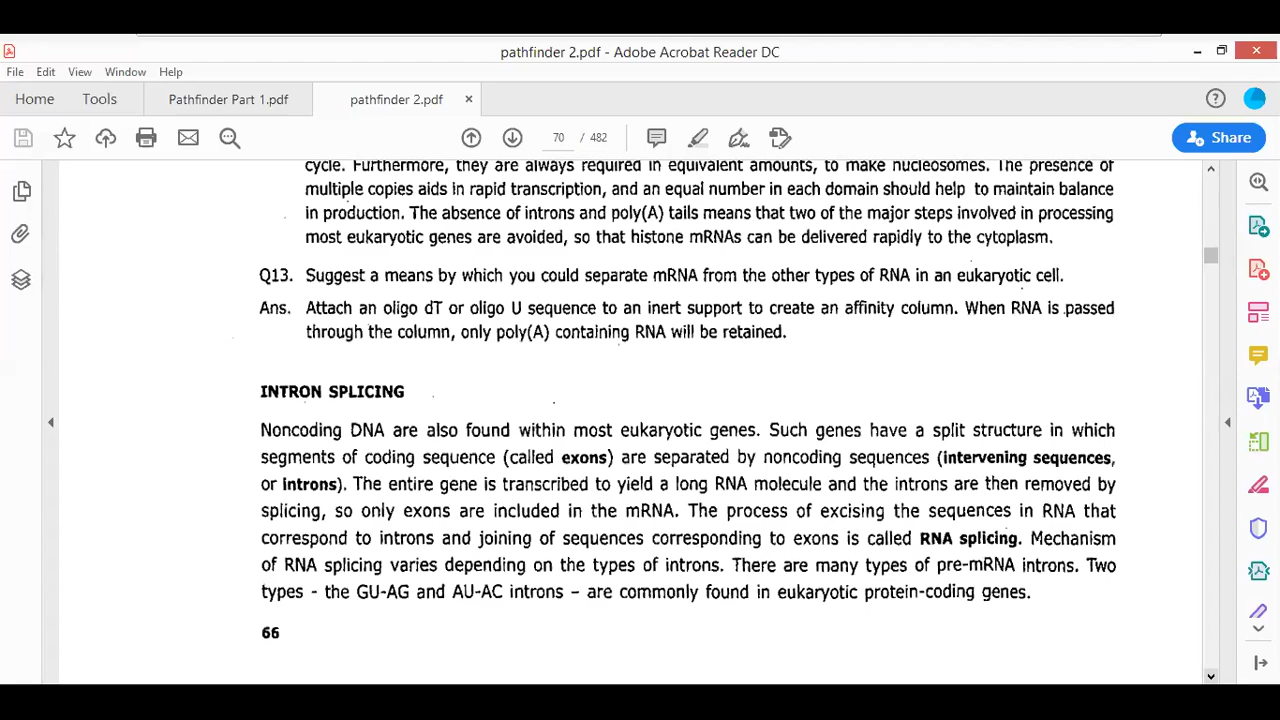 pathfinder 2.pdf - Adobe Acrobat Reader DC
File Edit View Window Help
Home Tools Pathfinder Part 1.pdf pathfinder 2.pdf ×
70 / 482 Share
cycle. Furthermore, they are always required in equivalent amounts, to make nucleosomes. The presence of
multiple copies aids in rapid transcription, and an equal number in each domain should help to maintain balance
in production. The absence of introns and poly(A) tails means that two of the major steps involved in processing
most eukaryotic genes are avoided, so that histone mRNAs can be delivered rapidly to the cytoplasm.
Q13. Suggest a means by which you could separate mRNA from the other types of RNA in an eukaryotic cell.
Ans. Attach an oligo dT or oligo U sequence to an inert support to create an affinity column. When RNA is passed
through the column, only poly(A) containing RNA will be retained.
INTRON SPLICING
Noncoding DNA are also found within most eukaryotic genes. Such genes have a split structure in which
segments of coding sequence (called exons) are separated by noncoding sequences (intervening sequences,
or introns). The entire gene is transcribed to yield a long RNA molecule and the introns are then removed by
splicing, so only exons are included in the mRNA. The process of excising the sequences in RNA that
correspond to introns and joining of sequences corresponding to exons is called RNA splicing. Mechanism
of RNA splicing varies depending on the types of introns. There are many types of pre-mRNA introns. Two
types - the GU-AG and AU-AC introns – are commonly found in eukaryotic protein-coding genes.
66